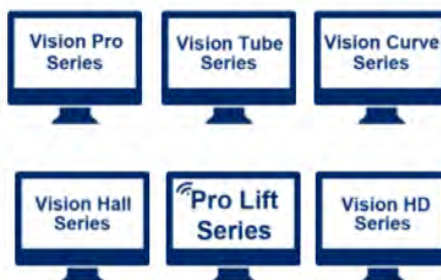 Vision Pro
Series
Vision Tube
Series
Vision Curve
Series
Vision Hall
Series
Pro Lift
Series
Vision HD
Series